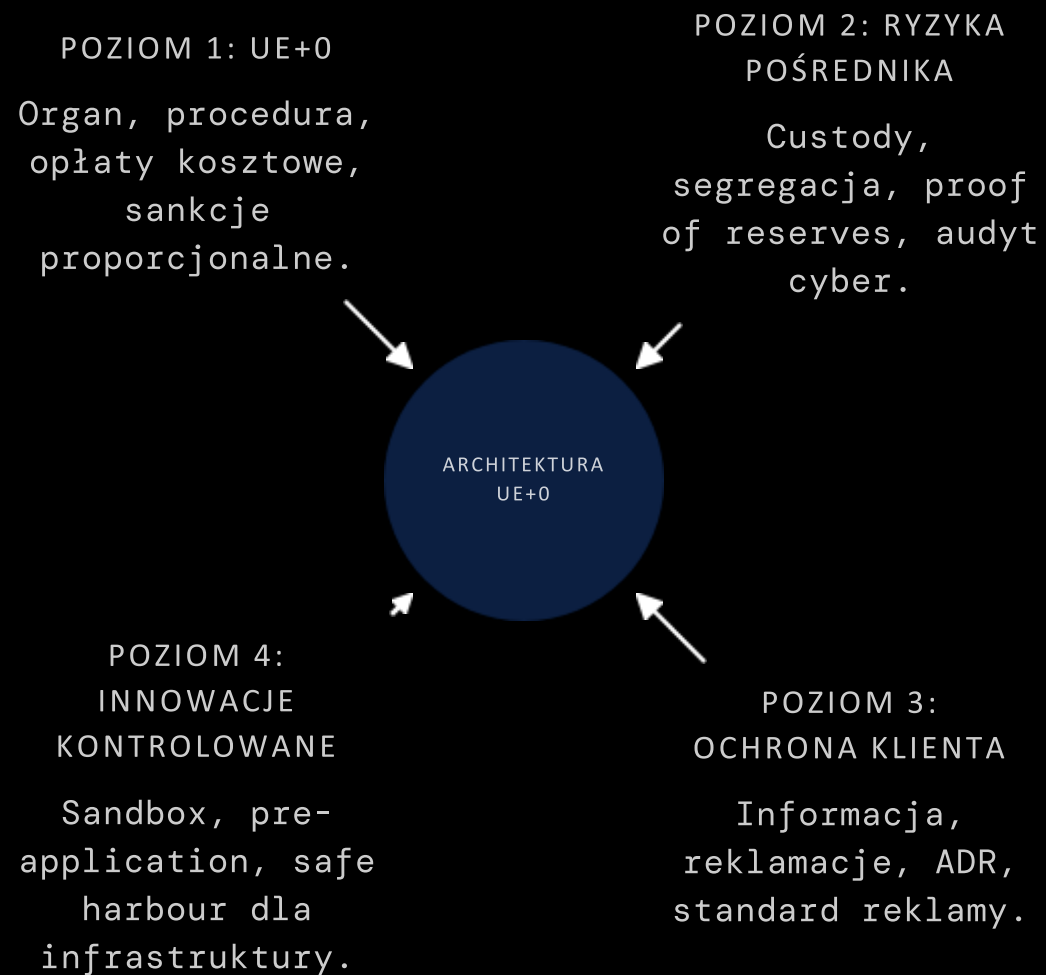 POZIOM 1: UE+0
Organ, procedura,
opłaty kosztowe,
sankcje
proporcjonalne.
POZIOM 2: RYZYKA
POŚREDNIKA
Custody,
segregacja, proof
of reserves, audyt
cyber.
ARCHITEKTURA
UE+0
POZIOM 4:
INNOWACJE
KONTROLOWANE
Sandbox, pre-
application, safe
harbour dla
infrastruktury.
POZIOM 3:
OCHRONA KLIENTA
Informacja,
reklamacje, ADR,
standard reklamy.